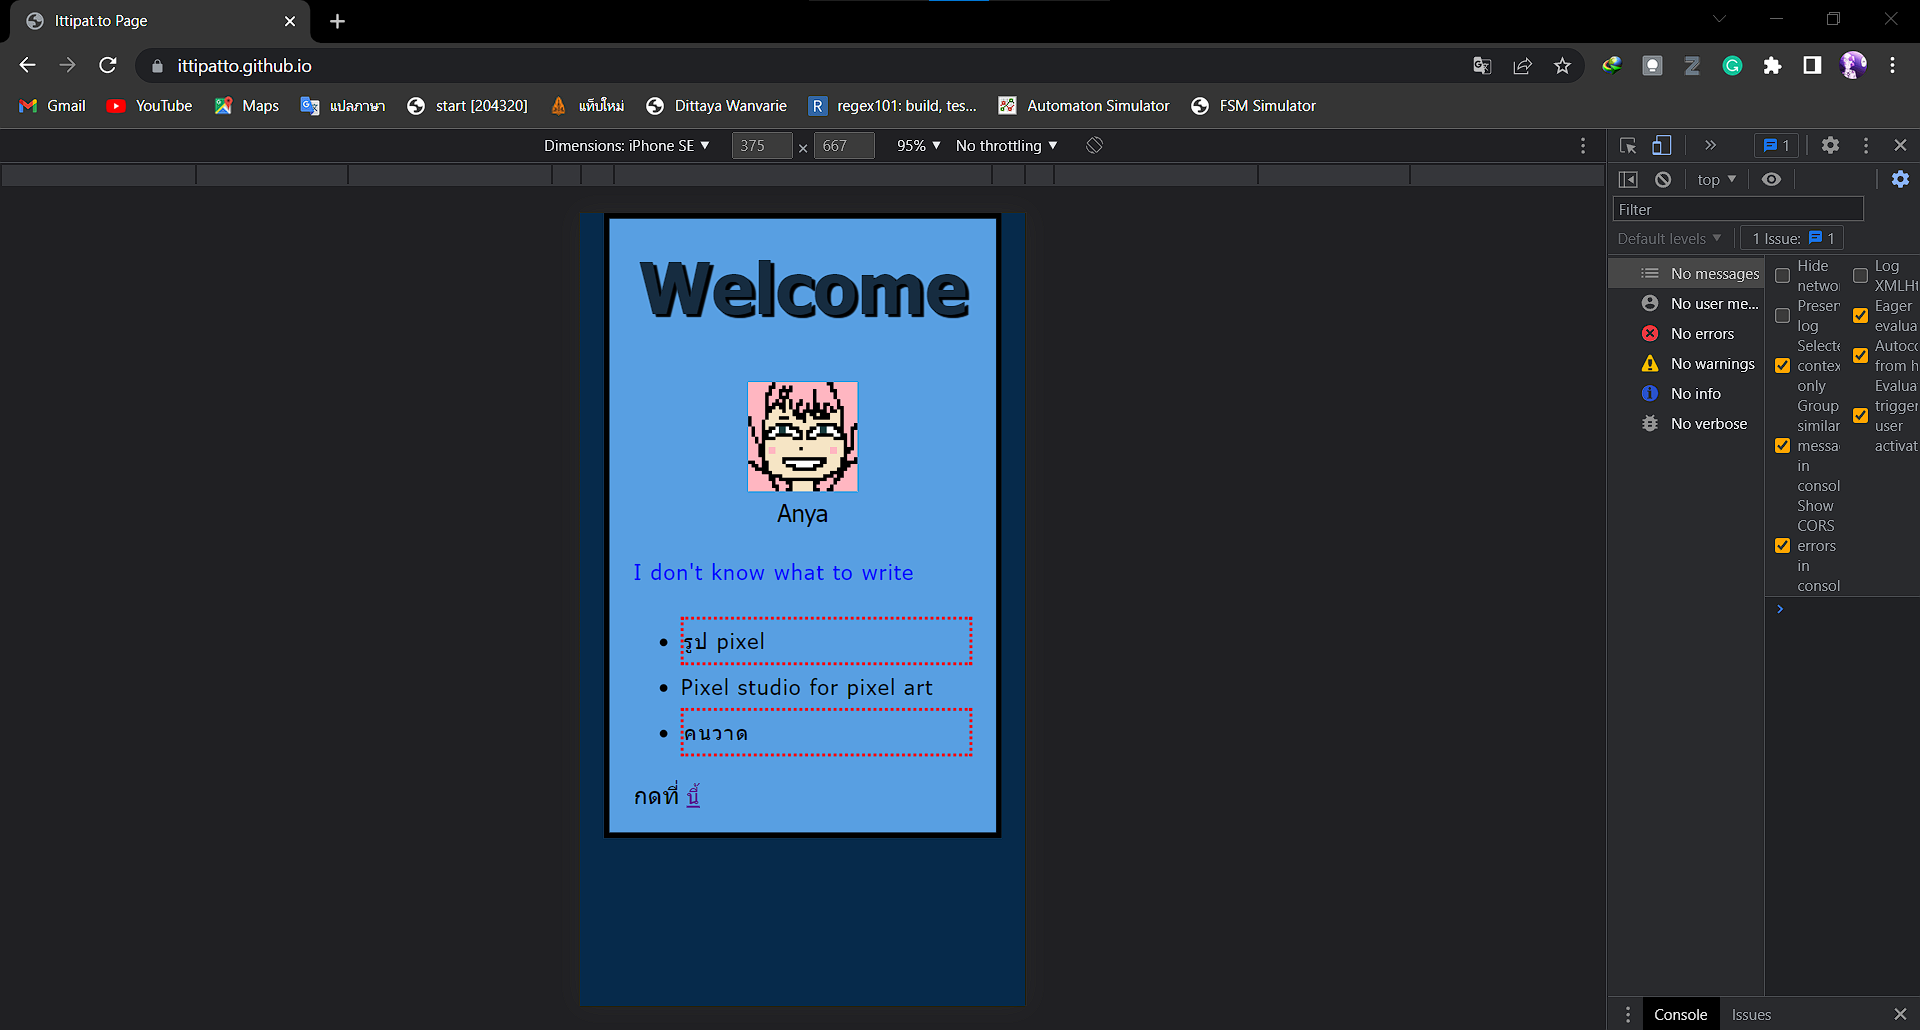 Ittipat.to Page
ittipatto.github.io
Gmail YouTube Maps แปลภาษา start [204320] แท็บใหม่ Dittaya Wanvarie regex101: build, tes... Automaton Simulator FSM Simulator
Dimensions: iPhone SE 375 × 667 95% No throttling
1
top
Filter
Default levels 1 Issue: 1
No messages
No user me...
No errors
No warnings
No info
No verbose
Hide
networ
Preser
log
Selecte
contex
only
Group
similar
messa
in
consol
Show
CORS
errors
in
consol
Log
XMLHt
Eager
evalua
Autoco
from h
Evalua
trigger
user
activat
Welcome
Anya
I don't know what to write
รูป pixel
Pixel studio for pixel art
คนวาด
กดที่ นี้
Console Issues